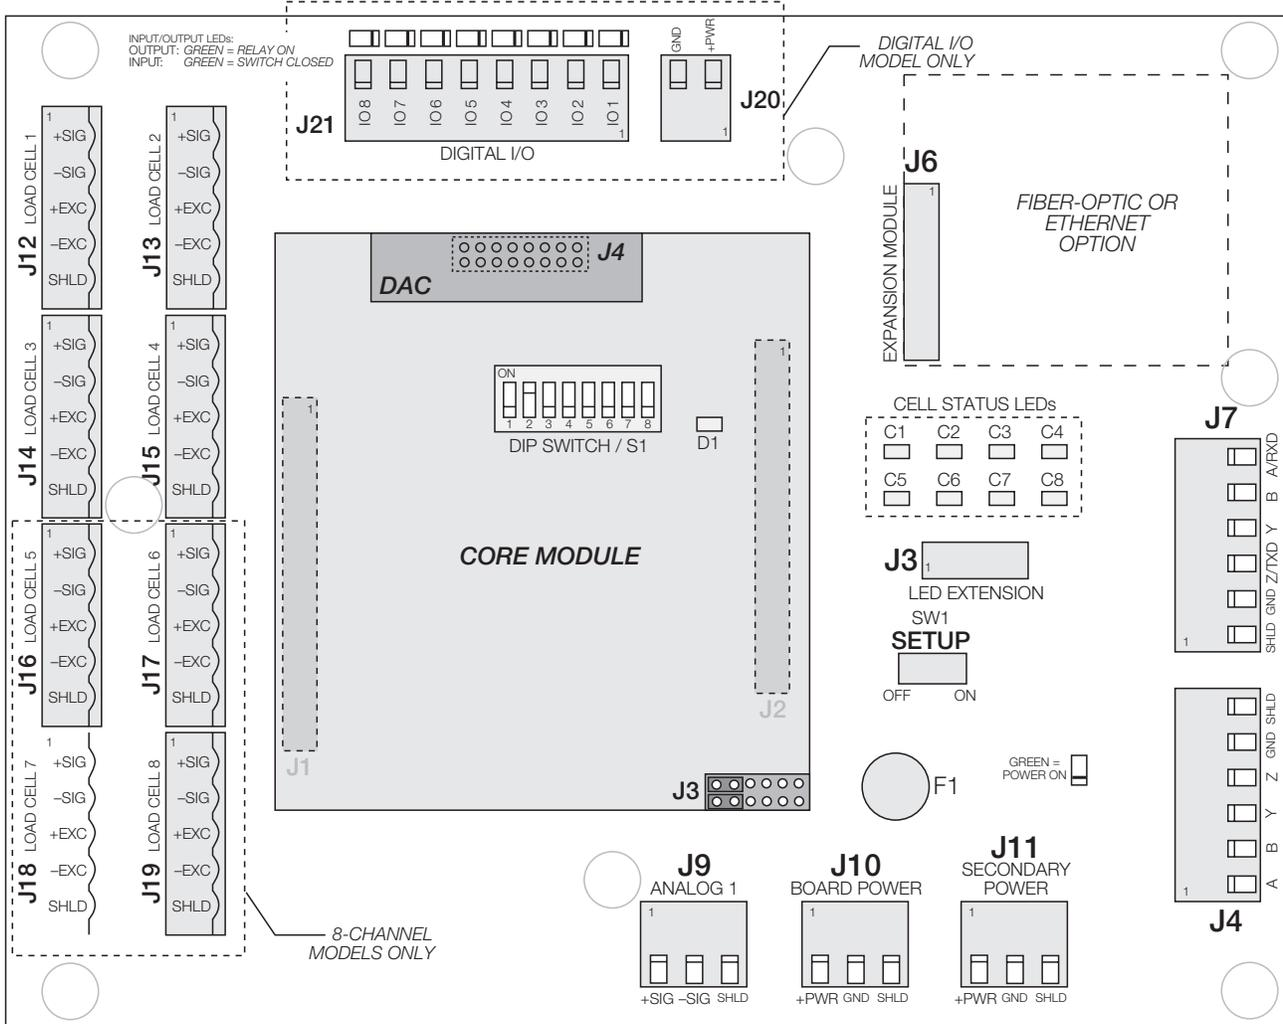 INPUT/OUTPUT LEDs:
OUTPUT: GREEN = RELAY ON
INPUT: GREEN = SWITCH CLOSED
J21
IO8 IO7 IO6 IO5 IO4 IO3 IO2 IO1
1
DIGITAL I/O
GND +PWR
1
J20
DIGITAL I/O
MODEL ONLY
J6
1
EXPANSION MODULE
FIBER-OPTIC OR
ETHERNET
OPTION
J12 LOAD CELL 1
1
+SIG
–SIG
+EXC
–EXC
SHLD
J13 LOAD CELL 2
1
+SIG
–SIG
+EXC
–EXC
SHLD
J14 LOAD CELL 3
1
+SIG
–SIG
+EXC
–EXC
SHLD
J15 LOAD CELL 4
1
+SIG
–SIG
+EXC
–EXC
SHLD
J16 LOAD CELL 5
1
+SIG
–SIG
+EXC
–EXC
SHLD
J17 LOAD CELL 6
1
+SIG
–SIG
+EXC
–EXC
SHLD
J18 LOAD CELL 7
1
+SIG
–SIG
+EXC
–EXC
SHLD
J19 LOAD CELL 8
1
+SIG
–SIG
+EXC
–EXC
SHLD
8-CHANNEL
MODELS ONLY
DAC
J4
ON
1 2 3 4 5 6 7 8
DIP SWITCH / S1
D1
CORE MODULE
1
J1
1
J2
J3
CELL STATUS LEDs
C1 C2 C3 C4
C5 C6 C7 C8
J3
1
LED EXTENSION
SW1
SETUP
OFF ON
F1
GREEN =
POWER ON
J7
A/RXD
B
Y
Z/TXD
GND
SHLD
1
SHLD
GND
Z
Y
B
A
1
J4
J9
ANALOG 1
1
+SIG –SIG SHLD
J10
BOARD POWER
1
+PWR GND SHLD
J11
SECONDARY
POWER
1
+PWR GND SHLD